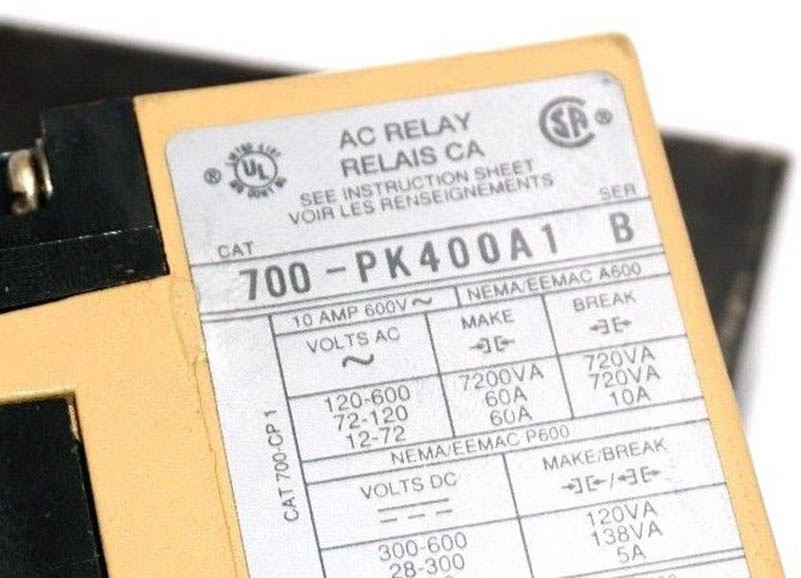 AC RELAY
RELAIS CA
SEE INSTRUCTION SHEET
VOIR LES RENSEIGNEMENTS
UL
®
SA ®
CAT SER
700-PK400A1 B
10 AMP 600V~ NEMA/EEMAC A600
VOLTS AC MAKE BREAK
~
120-600 7200VA 720VA
72-120 60A 720VA
12-72 60A 10A
NEMA/EEMAC P600
VOLTS DC MAKE/BREAK
300-600 120VA
28-300 138VA
5A
CAT 700-CP1